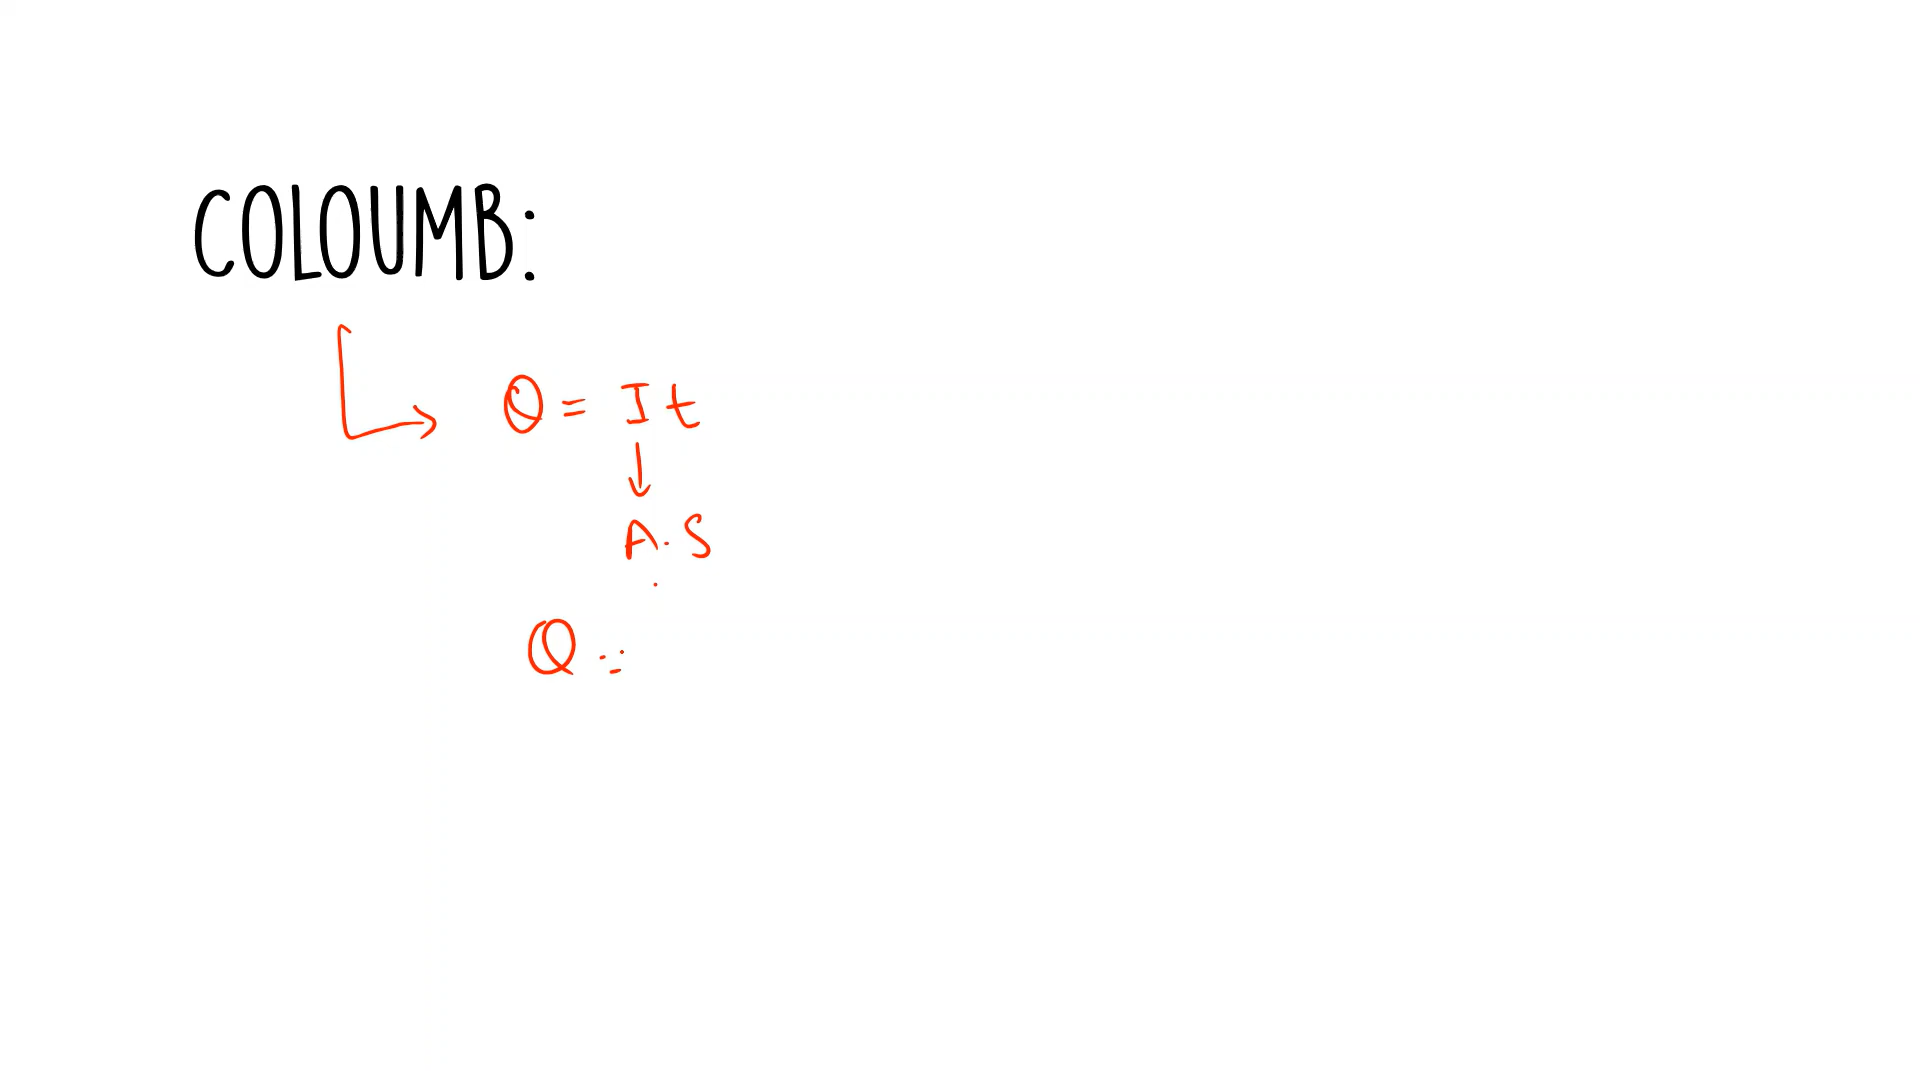 COLOUMB:
Q = It
A.S
Q =